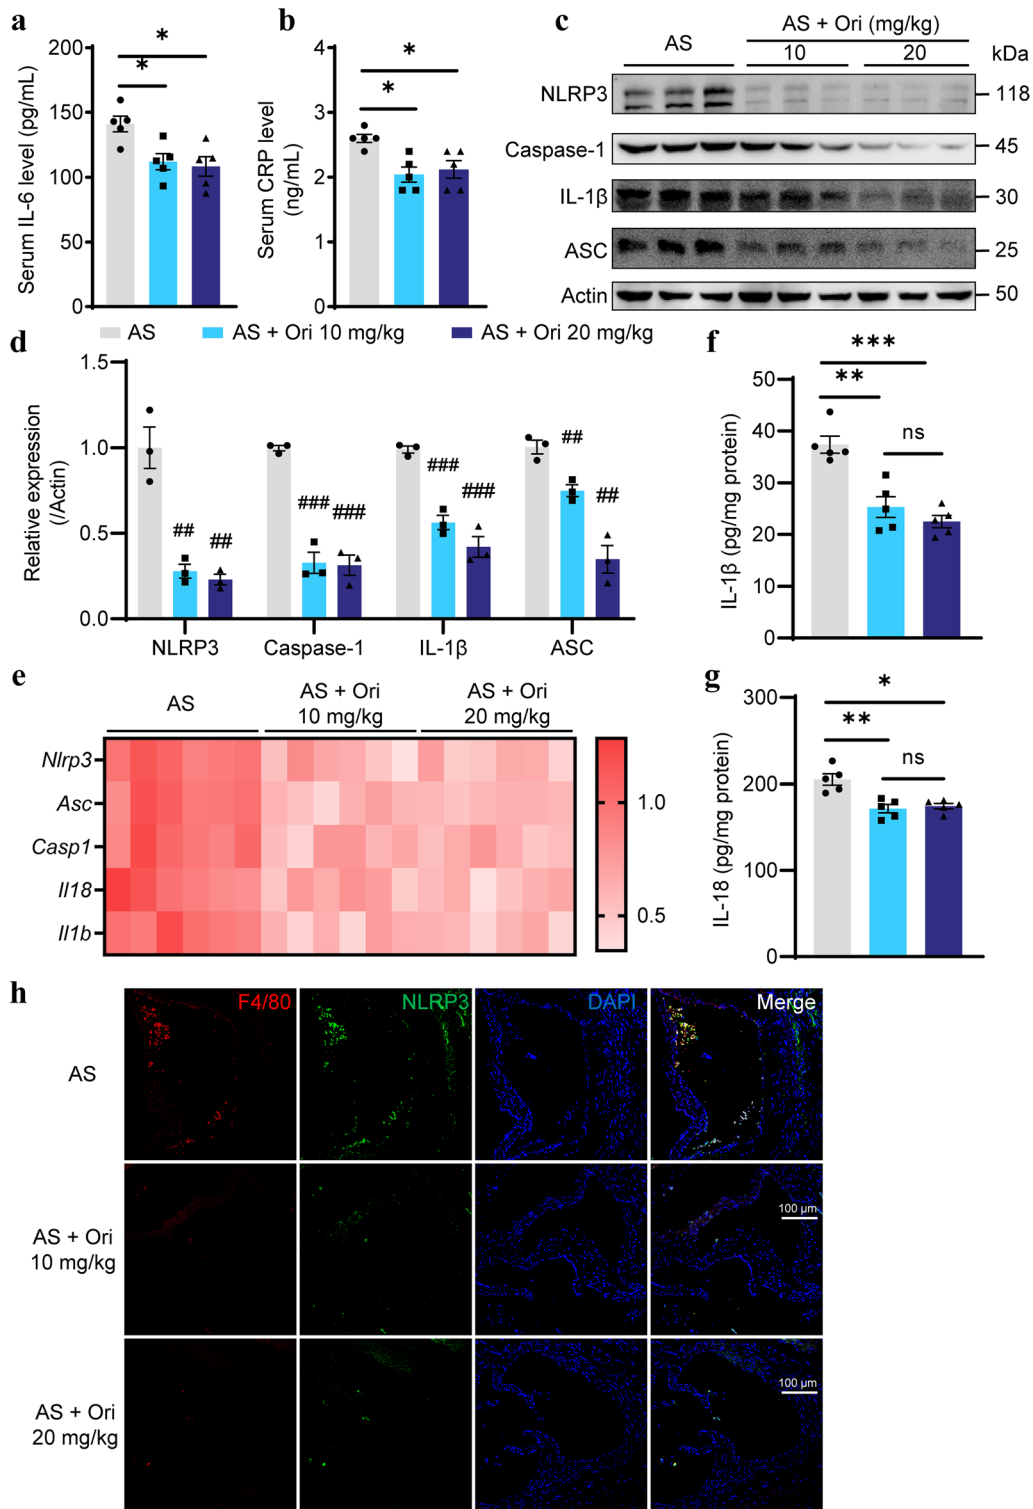 a
*
*
200
150
100
50
0
Serum IL-6 level (pg/mL)
b
*
*
4
3
2
1
0
Serum CRP level
(ng/mL)
c
AS
AS + Ori (mg/kg)
10
20
kDa
NLRP3
118
Caspase-1
45
IL-1β
30
ASC
25
Actin
50
AS
AS + Ori 10 mg/kg
AS + Ori 20 mg/kg
d
1.5
1.0
0.5
0.0
Relative expression
(/Actin)
##
##
###
###
###
###
##
##
NLRP3
Caspase-1
IL-1β
ASC
f
***
**
ns
50
40
30
20
10
0
IL-1β (pg/mg protein)
e
AS
AS + Ori
10 mg/kg
AS + Ori
20 mg/kg
Nlrp3
Asc
Casp1
Il18
Il1b
1.0
0.5
g
*
**
ns
300
200
100
0
IL-18 (pg/mg protein)
h
F4/80
NLRP3
DAPI
Merge
AS
AS + Ori
10 mg/kg
100 μm
AS + Ori
20 mg/kg
100 μm